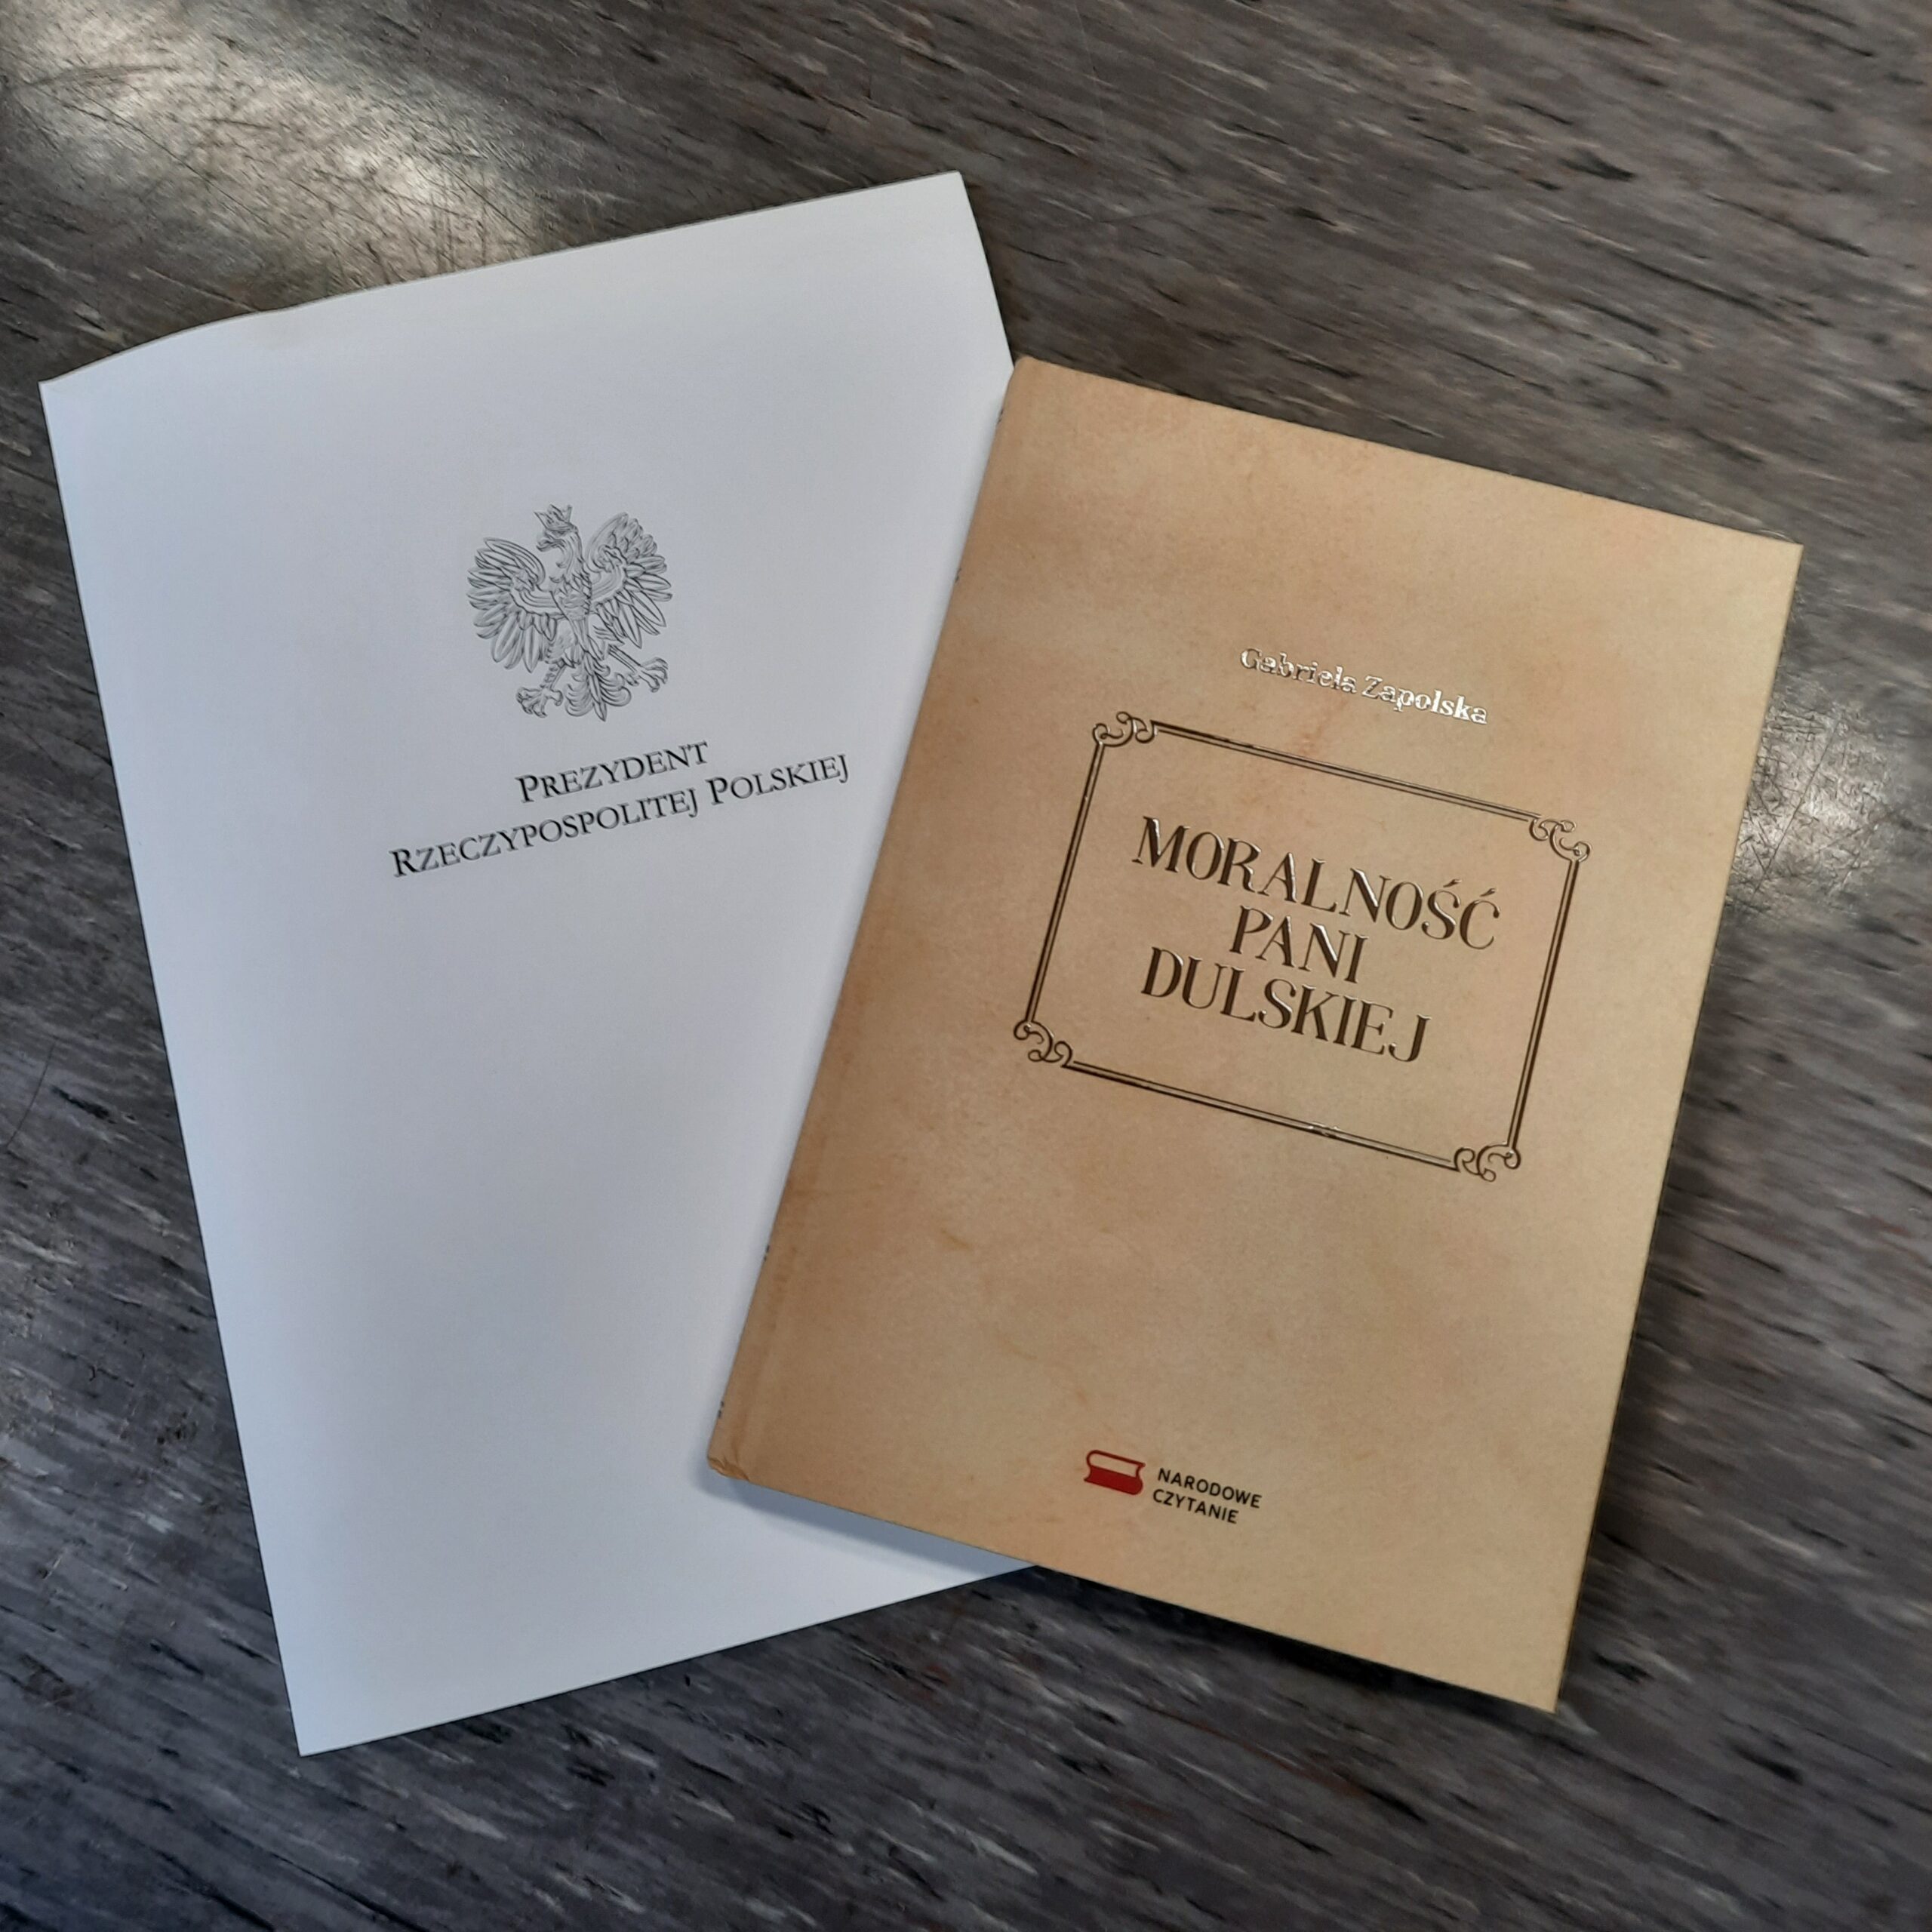 PREZYDENT
RZECZYPOSPOLITEJ POLSKIEJ
Gabriela Zapolska
MORALNOŚĆ
PANI
DULSKIEJ
NARODOWE
CZYTANIE